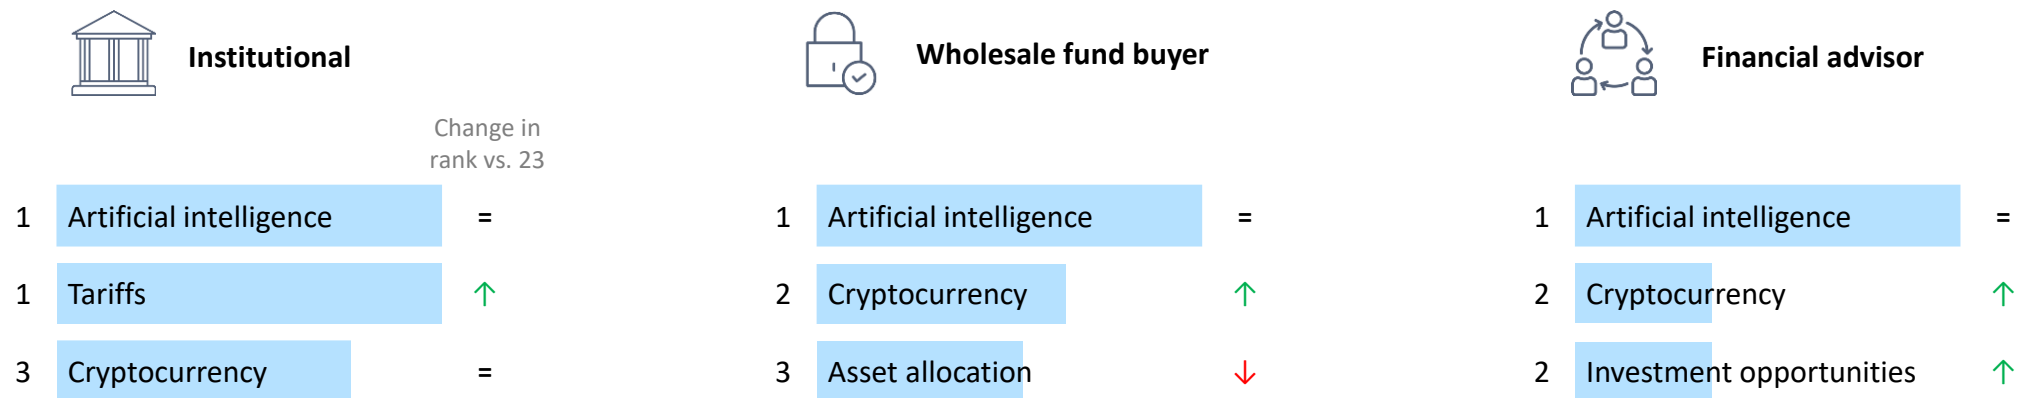 Institutional
Change in
rank vs. 23
1 Artificial intelligence =
1 Tariffs ↑
3 Cryptocurrency =
Wholesale fund buyer
1 Artificial intelligence =
2 Cryptocurrency ↑
3 Asset allocation ↓
Financial advisor
1 Artificial intelligence =
2 Cryptocurrency ↑
2 Investment opportunities ↑